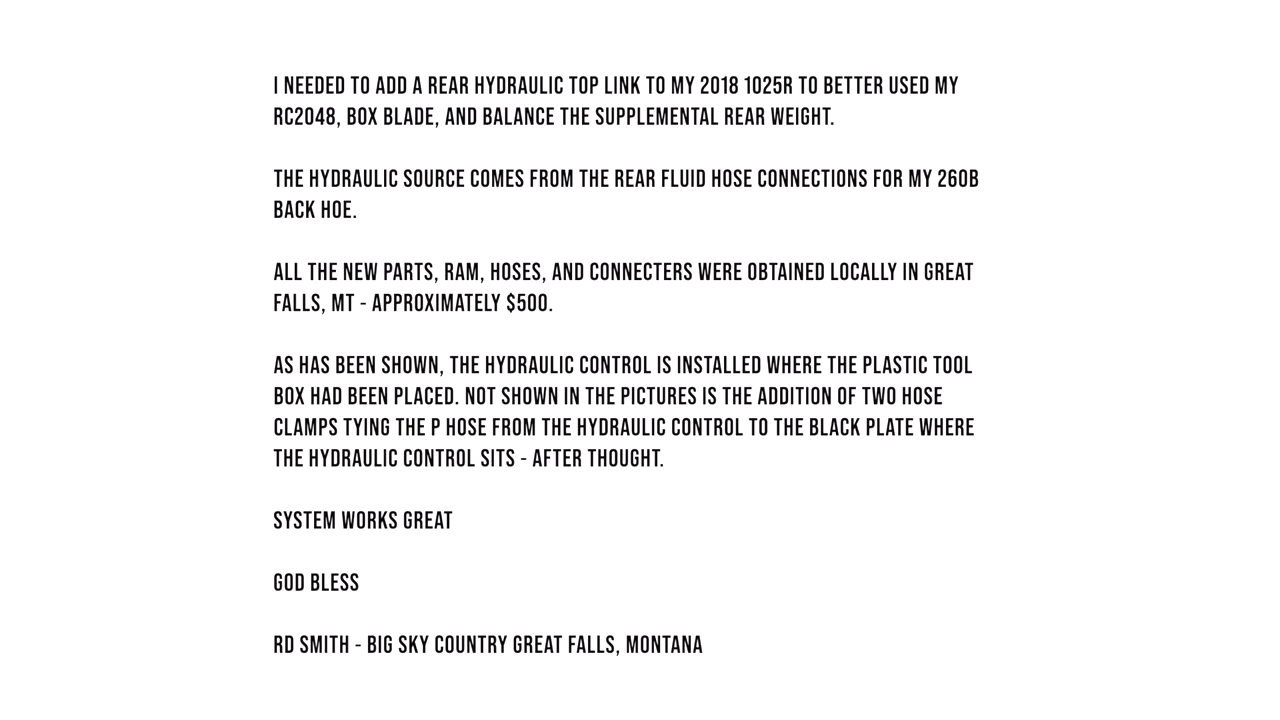 I NEEDED TO ADD A REAR HYDRAULIC TOP LINK TO MY 2018 1025R TO BETTER USED MY
RC2048, BOX BLADE, AND BALANCE THE SUPPLEMENTAL REAR WEIGHT.
THE HYDRAULIC SOURCE COMES FROM THE REAR FLUID HOSE CONNECTIONS FOR MY 260B
BACK HOE.
ALL THE NEW PARTS, RAM, HOSES, AND CONNECTERS WERE OBTAINED LOCALLY IN GREAT
FALLS, MT - APPROXIMATELY $500.
AS HAS BEEN SHOWN, THE HYDRAULIC CONTROL IS INSTALLED WHERE THE PLASTIC TOOL
BOX HAD BEEN PLACED. NOT SHOWN IN THE PICTURES IS THE ADDITION OF TWO HOSE
CLAMPS TYING THE P HOSE FROM THE HYDRAULIC CONTROL TO THE BLACK PLATE WHERE
THE HYDRAULIC CONTROL SITS - AFTER THOUGHT.
SYSTEM WORKS GREAT
GOD BLESS
RD SMITH - BIG SKY COUNTRY GREAT FALLS, MONTANA